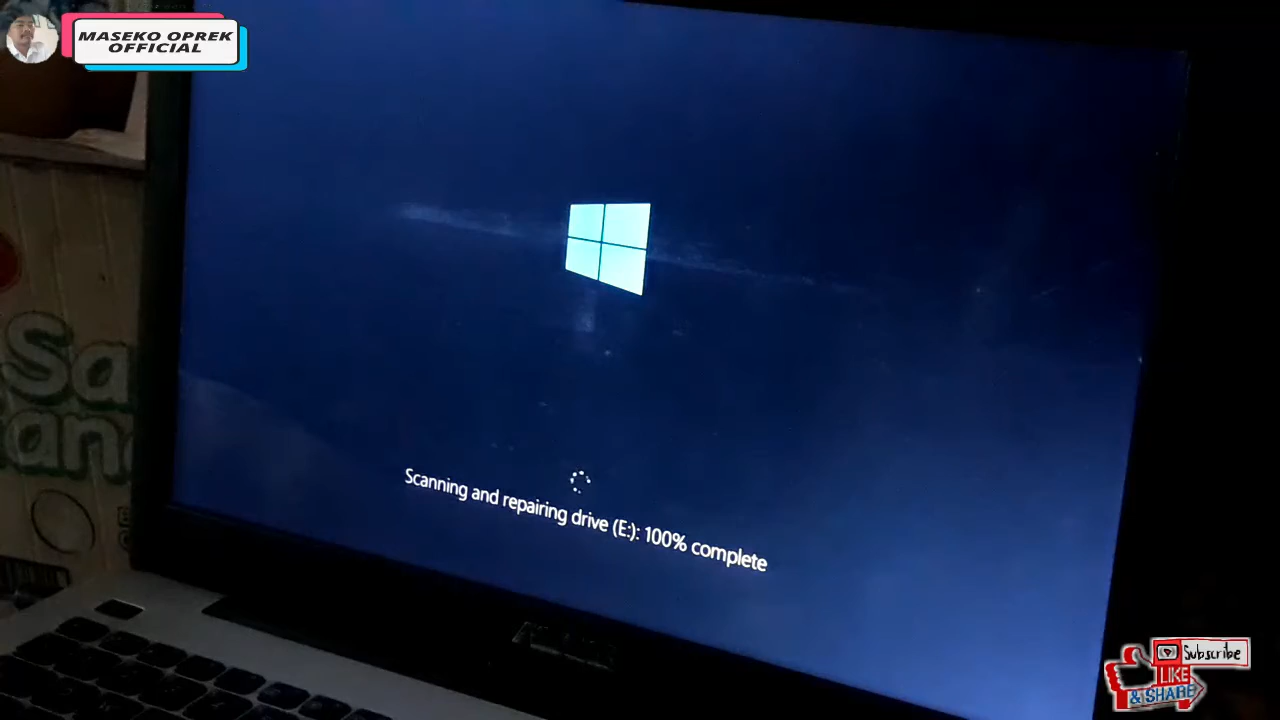 MASEKO OPREK
OFFICIAL
Scanning and repairing drive (E:): 100% complete
Subscribe
LIKE
& SHARE